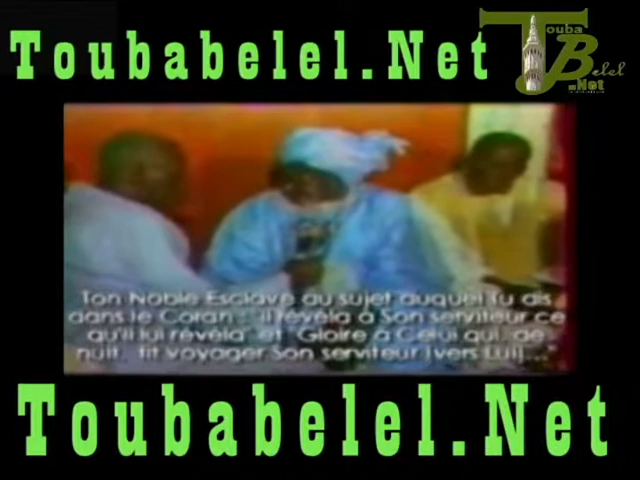 Toubabelel.Net
Touba
Belel
.Net
Ton Noble Esclave au sujet duquel Tu dis
dans le Coran : "Il révéla à Son serviteur ce
qu'il lui révéla" et "Gloire à Celui qui, de
nuit, fit voyager Son serviteur [vers Lui]..."
Toubabelel.Net